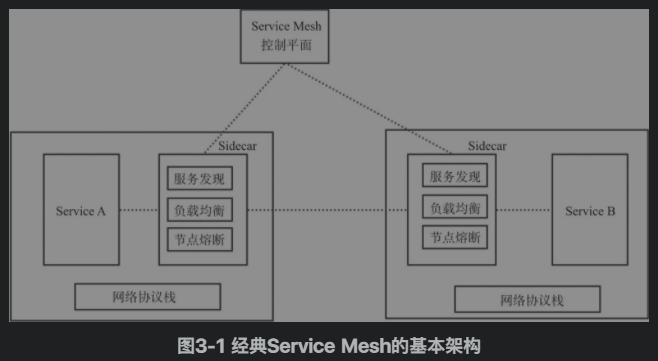 Service Mesh
控制平面
Sidecar
服务发现
Service A
负载均衡
节点熔断
网络协议栈
Sidecar
服务发现
负载均衡
Service B
节点熔断
网络协议栈
图3-1 经典Service Mesh的基本架构